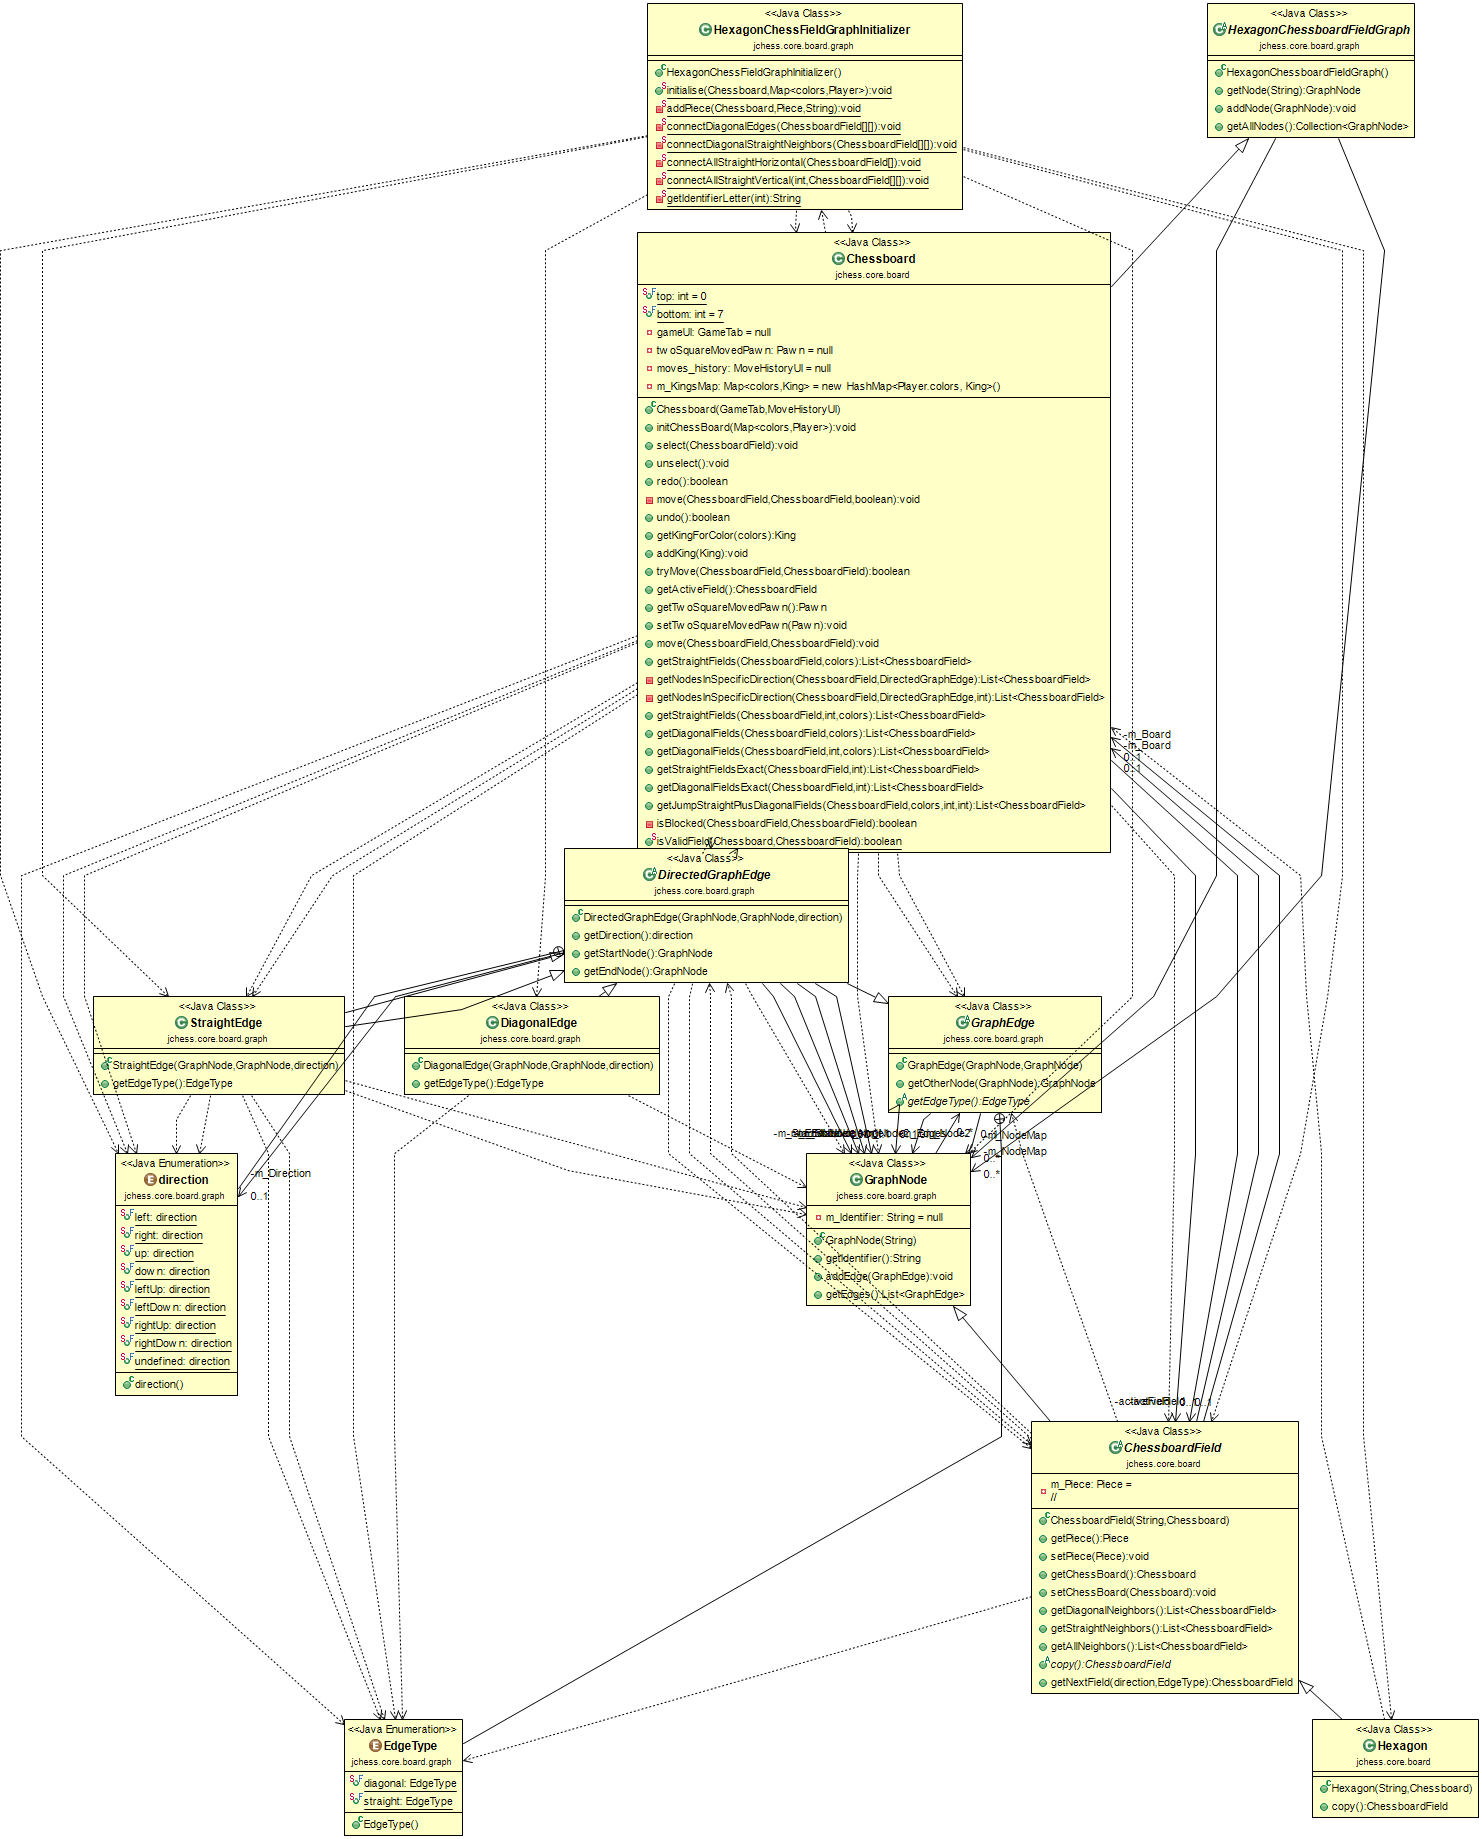 <<Java Class>>
HexagonChessFieldGraphInitializer
jchess.core.board.graph
HexagonChessFieldGraphInitializer()
initialise(Chessboard,Map<colors,Player>):void
addPiece(Chessboard,Piece,String):void
connectDiagonalEdges(ChessboardField[][]):void
connectDiagonalStraightNeighbors(ChessboardField[][]):void
connectAllStraightHorizontal(ChessboardField[]):void
connectAllStraightVertical(int,ChessboardField[][]):void
getIdentifierLetter(int):String
<<Java Class>>
HexagonChessboardFieldGraph
jchess.core.board.graph
HexagonChessboardFieldGraph()
getNode(String):GraphNode
addNode(GraphNode):void
getAllNodes():Collection<GraphNode>
<<Java Class>>
Chessboard
jchess.core.board
top: int = 0
bottom: int = 7
gameUI: GameTab = null
twoSquareMovedPawn: Pawn = null
moves_history: MoveHistoryUI = null
m_KingsMap: Map<colors,King> = new HashMap<Player.colors, King>()
Chessboard(GameTab,MoveHistoryUI)
initChessBoard(Map<colors,Player>):void
select(ChessboardField):void
unselect():void
redo():boolean
move(ChessboardField,ChessboardField,boolean):void
undo():boolean
getKingForColor(colors):King
addKing(King):void
tryMove(ChessboardField,ChessboardField):boolean
getActiveField():ChessboardField
getTwoSquareMovedPawn():Pawn
setTwoSquareMovedPawn(Pawn):void
move(ChessboardField,ChessboardField):void
getStraightFields(ChessboardField,colors):List<ChessboardField>
getNodesInSpecificDirection(ChessboardField,DirectedGraphEdge):List<ChessboardField>
getNodesInSpecificDirection(ChessboardField,DirectedGraphEdge,int):List<ChessboardField>
getStraightFields(ChessboardField,int,colors):List<ChessboardField>
getDiagonalFields(ChessboardField,colors):List<ChessboardField>
getDiagonalFields(ChessboardField,int,colors):List<ChessboardField>
getStraightFieldsExact(ChessboardField,int):List<ChessboardField>
getDiagonalFieldsExact(ChessboardField,int):List<ChessboardField>
getJumpStraightPlusDiagonalFields(ChessboardField,colors,int,int):List<ChessboardField>
isBlocked(ChessboardField,ChessboardField):boolean
isValidField(Chessboard,ChessboardField):boolean
-m_Board
-m_Board
0..1
0..1
<<Java Class>>
DirectedGraphEdge
jchess.core.board.graph
DirectedGraphEdge(GraphNode,GraphNode,direction)
getDirection():direction
getStartNode():GraphNode
getEndNode():GraphNode
<<Java Class>>
StraightEdge
jchess.core.board.graph
StraightEdge(GraphNode,GraphNode,direction)
getEdgeType():EdgeType
<<Java Class>>
DiagonalEdge
jchess.core.board.graph
DiagonalEdge(GraphNode,GraphNode,direction)
getEdgeType():EdgeType
<<Java Class>>
GraphEdge
jchess.core.board.graph
GraphEdge(GraphNode,GraphNode)
getOtherNode(GraphNode):GraphNode
getEdgeType():EdgeType
-m_NodeMap
-m_NodeMap
0..*
<<Java Class>>
GraphNode
jchess.core.board.graph
m_Identifier: String = null
GraphNode(String)
getIdentifier():String
addEdge(GraphEdge):void
getEdges():List<GraphEdge>
<<Java Enumeration>>
direction
jchess.core.board.graph
left: direction
right: direction
up: direction
down: direction
leftUp: direction
leftDown: direction
rightUp: direction
rightDown: direction
undefined: direction
direction()
-m_Direction
0..1
-activeField
<<Java Class>>
ChessboardField
jchess.core.board
m_Piece: Piece =
//
ChessboardField(String,Chessboard)
getPiece():Piece
setPiece(Piece):void
getChessBoard():Chessboard
setChessBoard(Chessboard):void
getDiagonalNeighbors():List<ChessboardField>
getStraightNeighbors():List<ChessboardField>
getAllNeighbors():List<ChessboardField>
copy():ChessboardField
getNextField(direction,EdgeType):ChessboardField
<<Java Enumeration>>
EdgeType
jchess.core.board.graph
diagonal: EdgeType
straight: EdgeType
EdgeType()
<<Java Class>>
Hexagon
jchess.core.board
Hexagon(String,Chessboard)
copy():ChessboardField